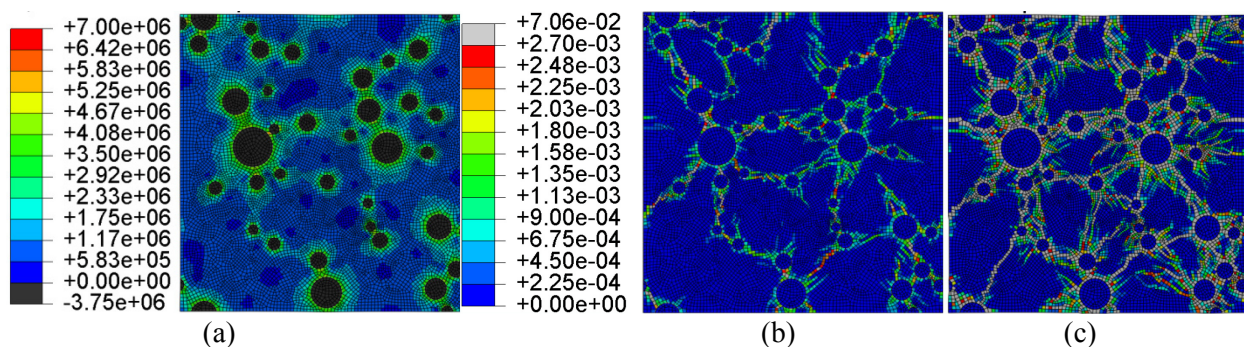 +7.00e+06
+6.42e+06
+5.83e+06
+5.25e+06
+4.67e+06
+4.08e+06
+3.50e+06
+2.92e+06
+2.33e+06
+1.75e+06
+1.17e+06
+5.83e+05
+0.00e+00
-3.75e+06
+7.06e-02
+2.70e-03
+2.48e-03
+2.25e-03
+2.03e-03
+1.80e-03
+1.58e-03
+1.35e-03
+1.13e-03
+9.00e-04
+6.75e-04
+4.50e-04
+2.25e-04
+0.00e+00
(a)
(b)
(c)